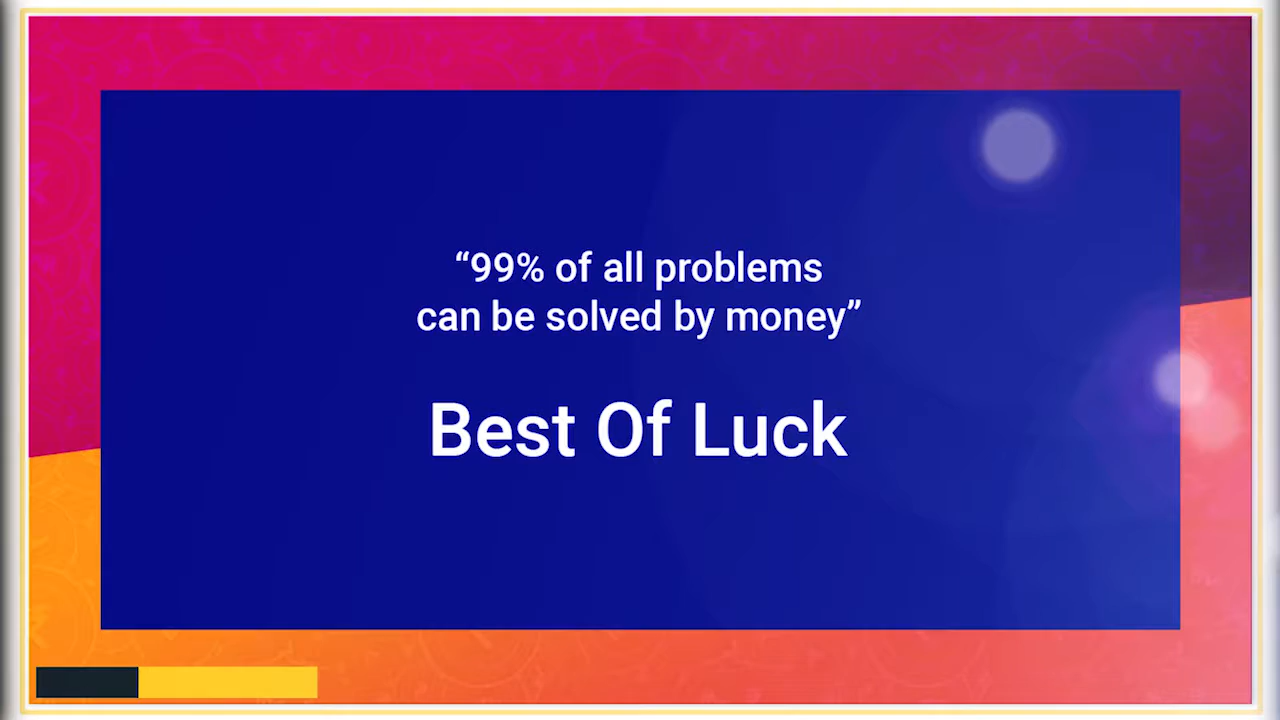 “99% of all problems
can be solved by money”
Best Of Luck